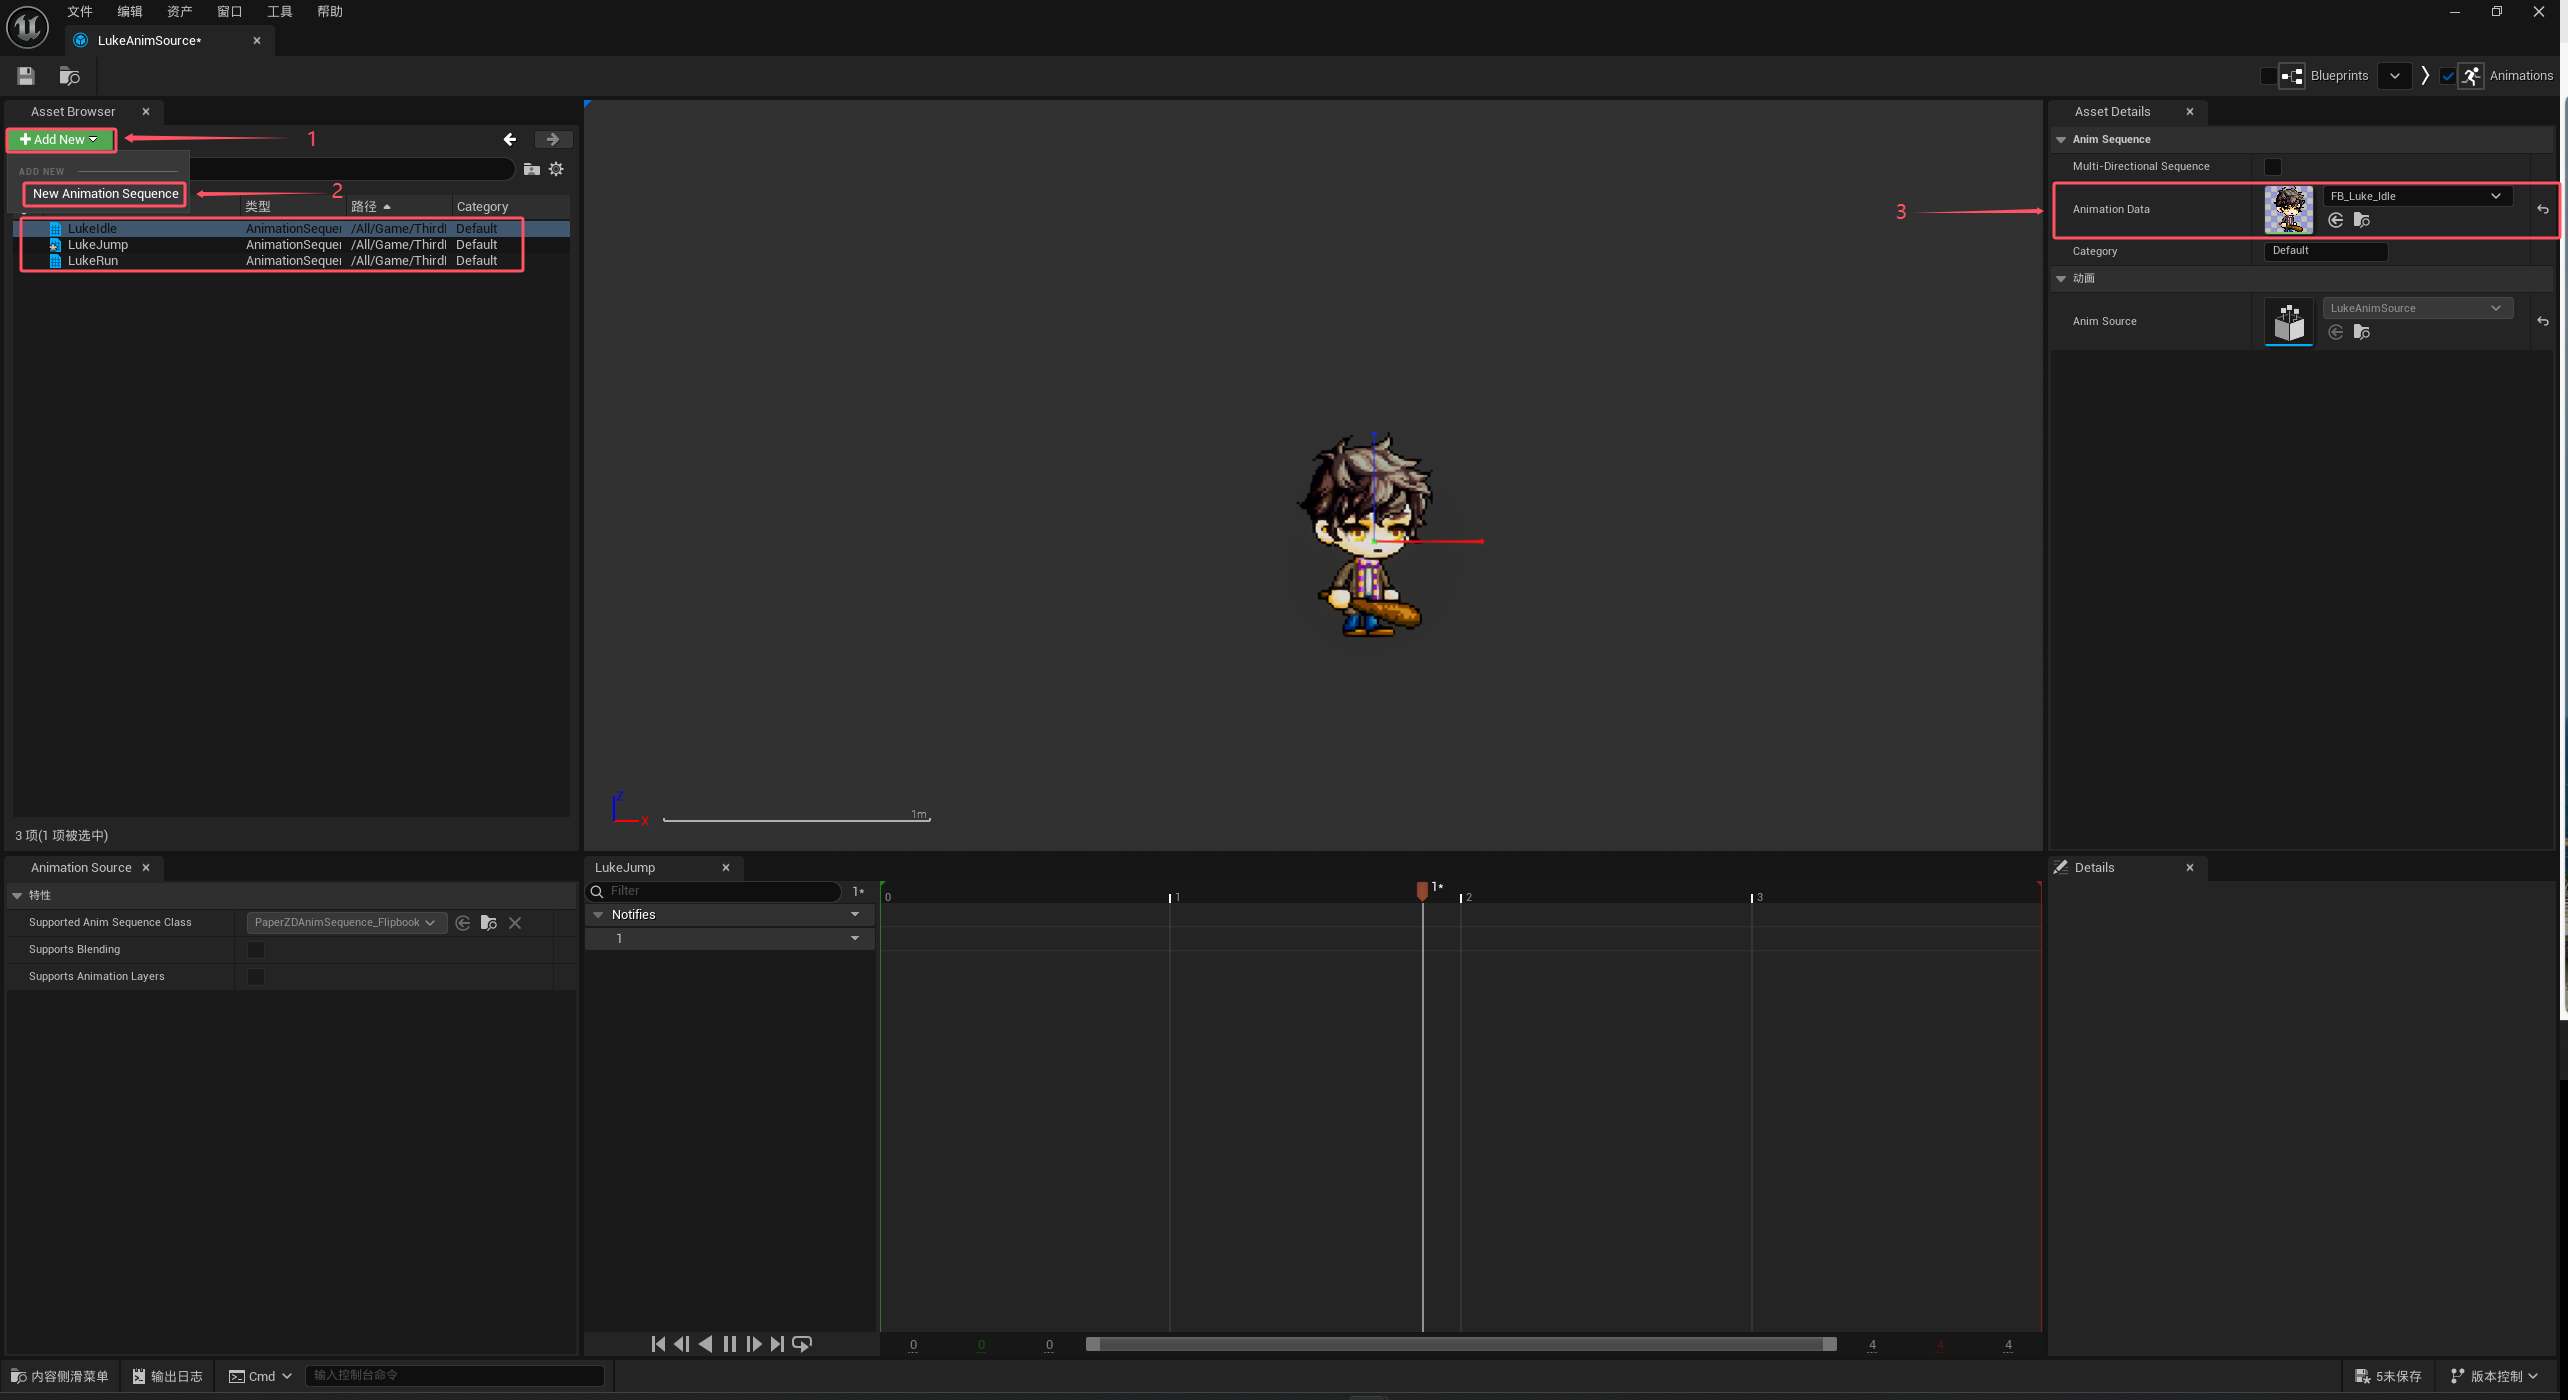 文件 编辑 资产 窗口 工具 帮助
LukeAnimSource*
Blueprints Animations
Asset Browser
Add New 1
ADD NEW
New Animation Sequence 2
类型 路径 Category
LukeIdle AnimationSequer /All/Game/Third Default
LukeJump AnimationSequer /All/Game/Third Default
LukeRun AnimationSequer /All/Game/Third Default
3 项(1 项被选中)
Z
X
1m
Asset Details
Anim Sequence
Multi-Directional Sequence
3 Animation Data FB_Luke_Idle
Category Default
动画
Anim Source LukeAnimSource
Animation Source
特性
Supported Anim Sequence Class PaperZDAnimSequence_Flipbook
Supports Blending
Supports Animation Layers
LukeJump
Filter 1*
Notifies
1
0 1 1* 2 3
0 0 0 4 4 4
Details
内容侧滑菜单 输出日志 Cmd 输入控制台命令 5未保存 版本控制